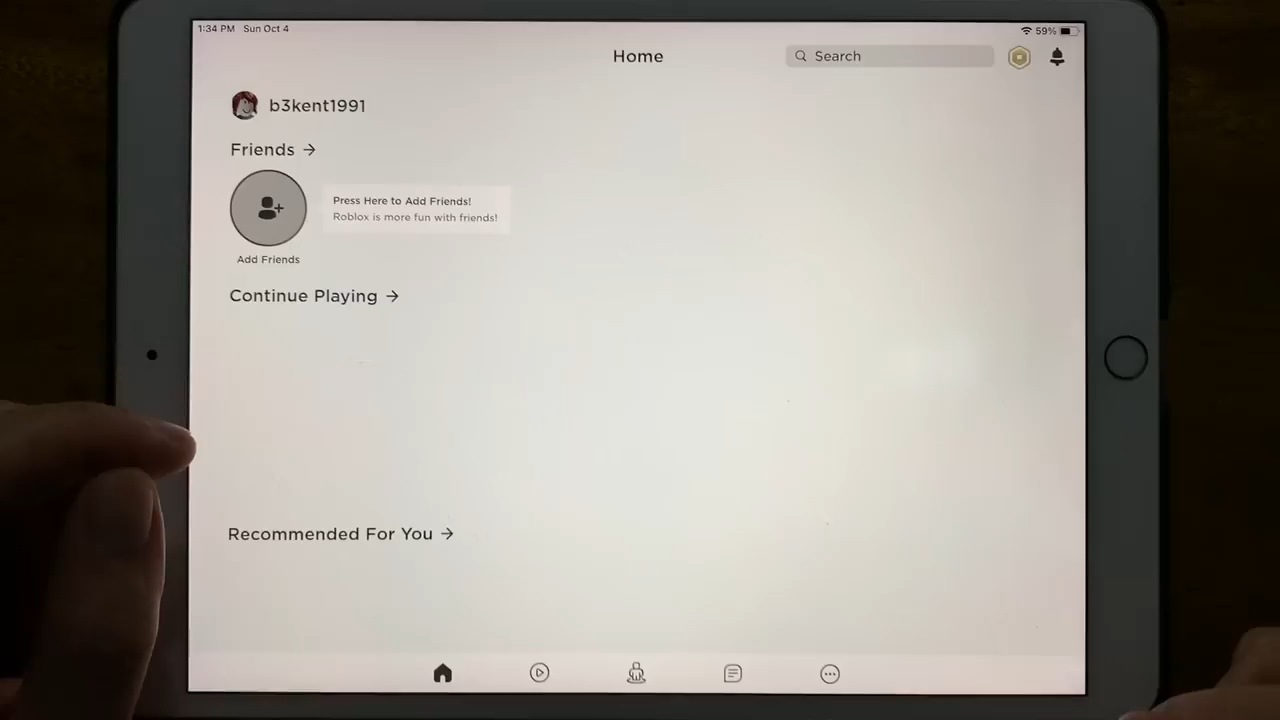 1:34 PM Sun Oct 4
59%
Home
Search
b3kent1991
Friends →
Press Here to Add Friends!
Roblox is more fun with friends!
Add Friends
Continue Playing →
Recommended For You →